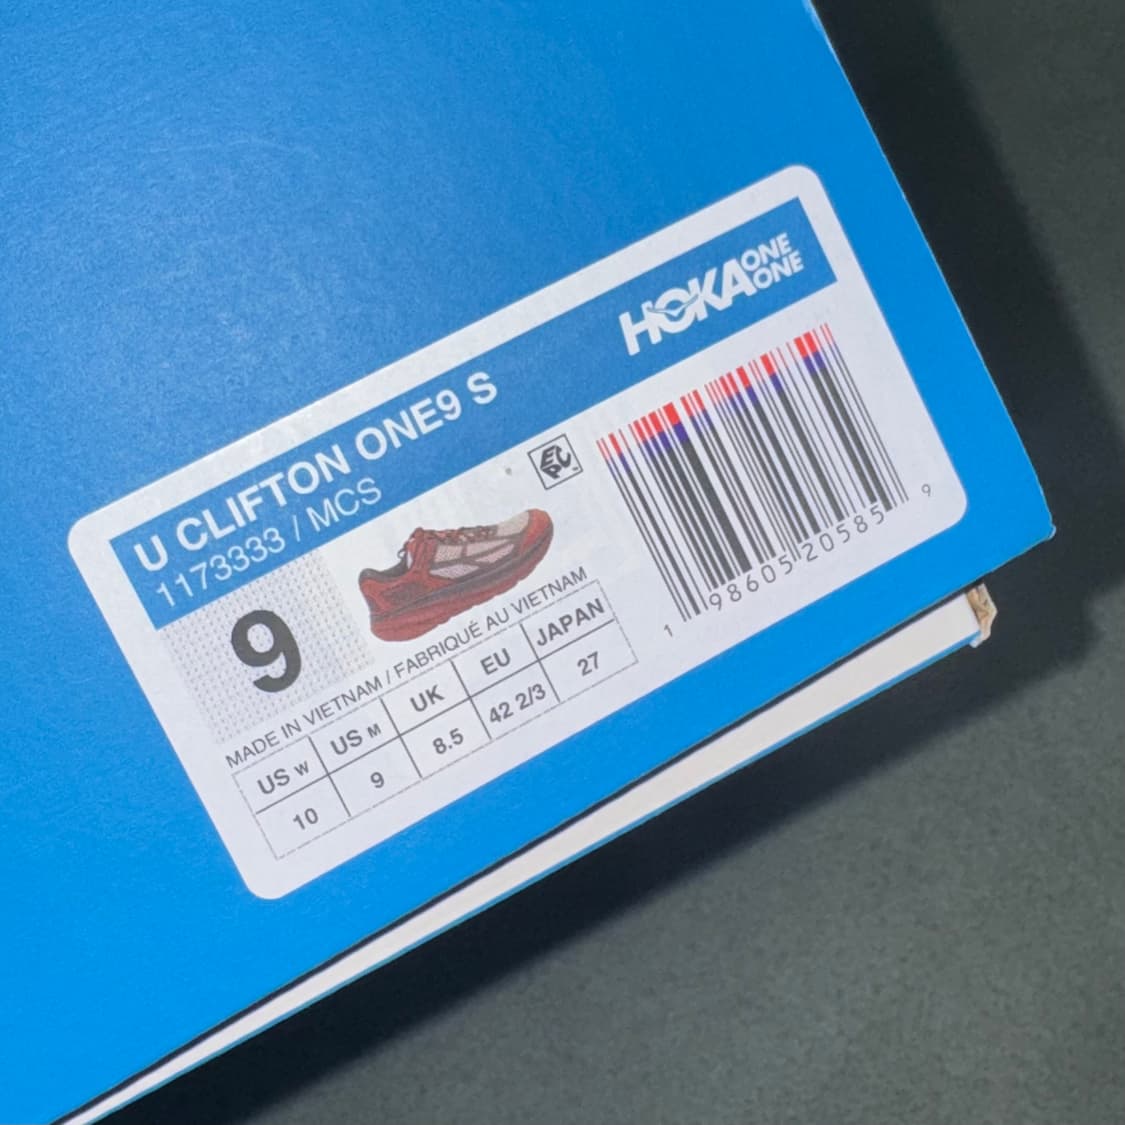 HOKA ONE ONE
U CLIFTON ONE9 S
1173333 / MCS
EPC
9
MADE IN VIETNAM / FABRIQUÉ AU VIETNAM
US W US M UK EU JAPAN
10 9 8.5 42 2/3 27
1 98605 20585 9